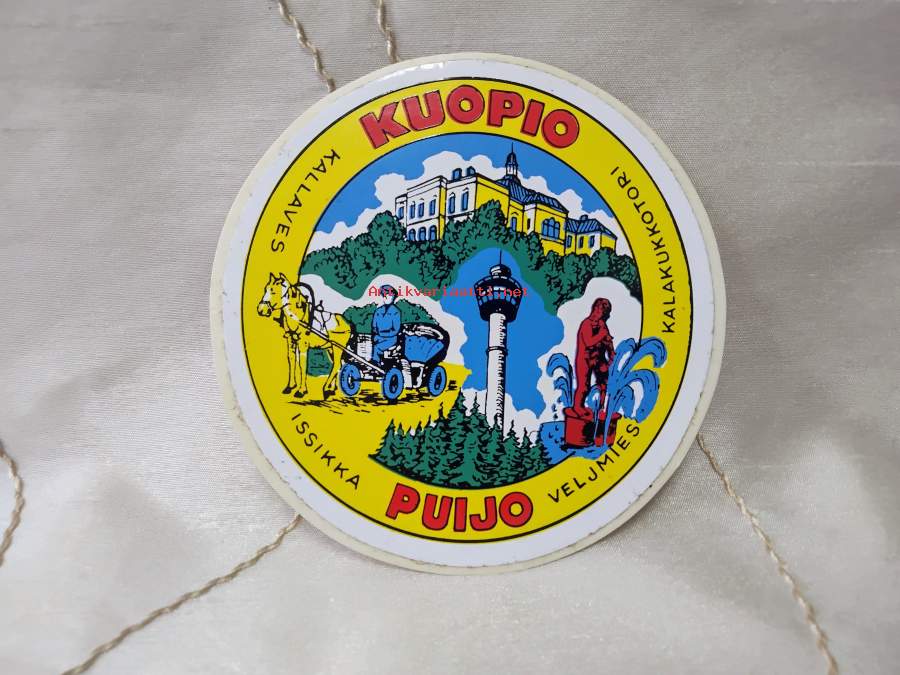 KUOPIO
KALLAVES
KALAKUKKOTORI
Antikvariaatti.net
ISSIKKA
VELJMIES
PUIJO